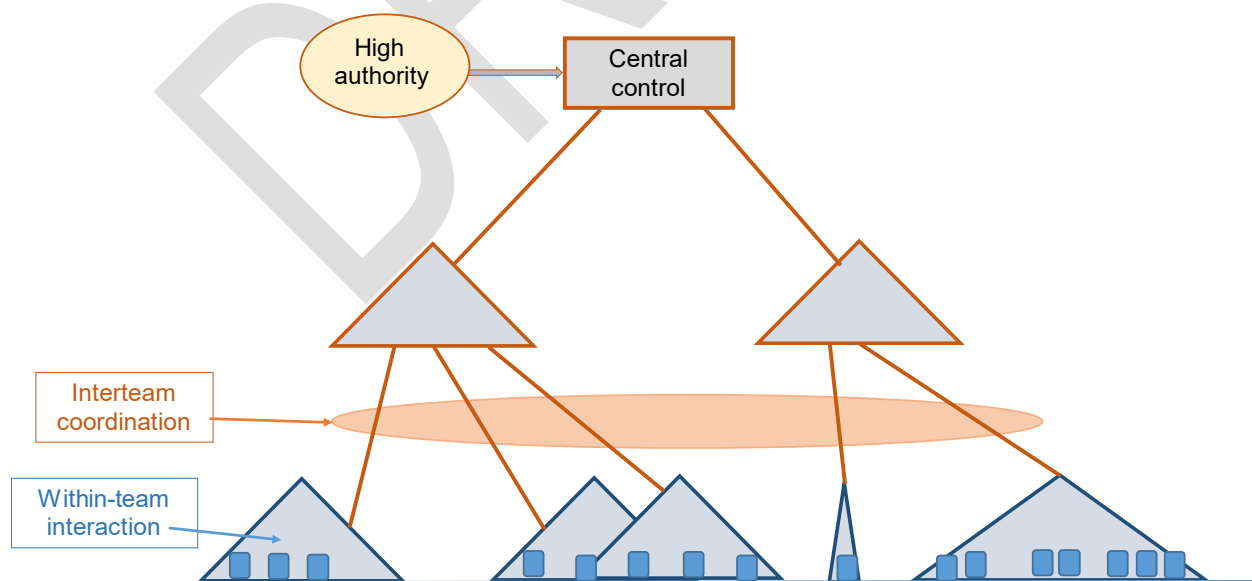 High
authority
Central
control
Interteam
coordination
Within-team
interaction